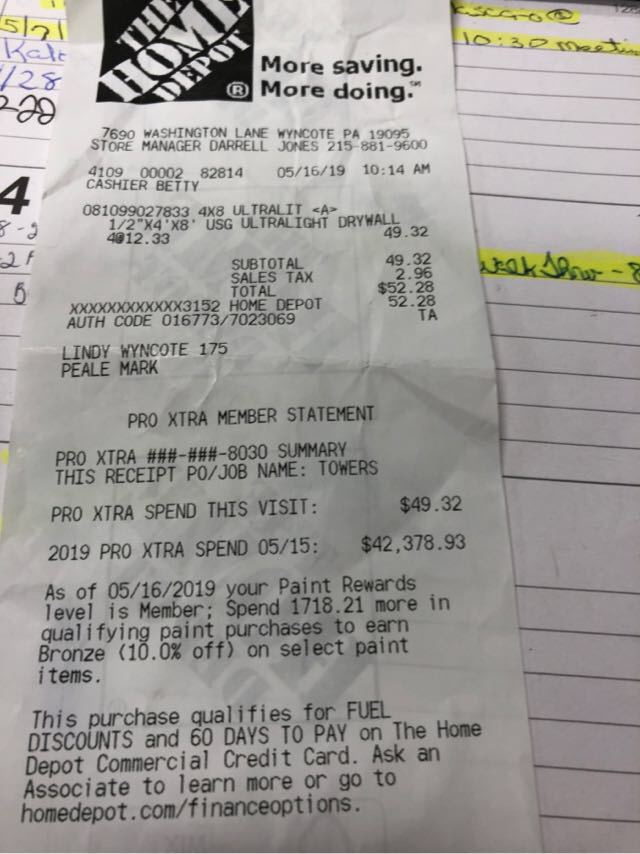 THE
HOME
DEPOT
®
More saving.
More doing.℠
7690 WASHINGTON LANE WYNCOTE PA 19095
STORE MANAGER DARRELL JONES 215-881-9600
4109 00002 82814 05/16/19 10:14 AM
CASHIER BETTY
081099027833 4X8 ULTRALIT <A>
1/2"X4'X8' USG ULTRALIGHT DRYWALL
4@12.33 49.32
SUBTOTAL 49.32
SALES TAX 2.96
TOTAL $52.28
XXXXXXXXXXXX3152 HOME DEPOT 52.28
AUTH CODE 016773/7023069 TA
LINDY WYNCOTE 175
PEALE MARK
PRO XTRA MEMBER STATEMENT
PRO XTRA ###-###-8030 SUMMARY
THIS RECEIPT PO/JOB NAME: TOWERS
PRO XTRA SPEND THIS VISIT: $49.32
2019 PRO XTRA SPEND 05/15: $42,378.93
As of 05/16/2019 your Paint Rewards
level is Member; Spend 1718.21 more in
qualifying paint purchases to earn
Bronze (10.0% off) on select paint
items.
This purchase qualifies for FUEL
DISCOUNTS and 60 DAYS TO PAY on The Home
Depot Commercial Credit Card. Ask an
Associate to learn more or go to
homedepot.com/financeoptions.
5/21
4
10:30 Meetin